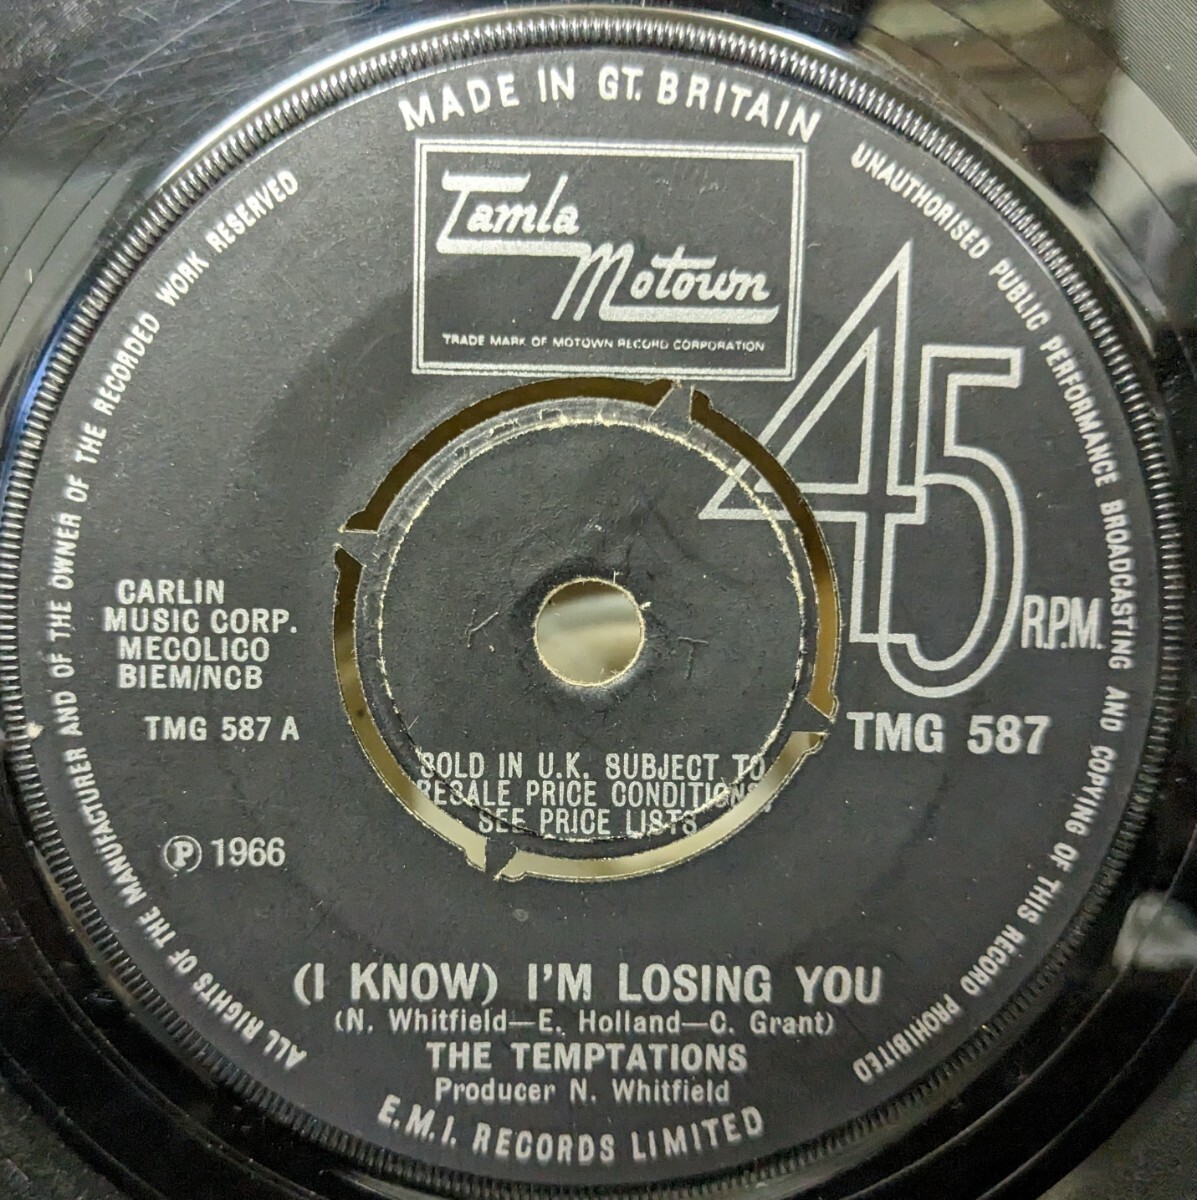 MADE IN GT. BRITAIN
Tamla
Motown
TRADE MARK OF MOTOWN RECORD CORPORATION
UNAUTHORISED PUBLIC PERFORMANCE BROADCASTING AND COPYING OF THIS RECORD PROHIBITED
ALL RIGHTS OF THE MANUFACTURER AND OF THE OWNER OF THE RECORDED WORK RESERVED
45
R.P.M.
CARLIN
MUSIC CORP.
MECOLICO
BIEM/NCB
TMG 587 A
TMG 587
SOLD IN U.K. SUBJECT TO
RESALE PRICE CONDITIONS,
SEE PRICE LISTS
Ⓟ 1966
(I KNOW) I'M LOSING YOU
(N. Whitfield—E. Holland—C. Grant)
THE TEMPTATIONS
Producer N. Whitfield
E.M.I. RECORDS LIMITED